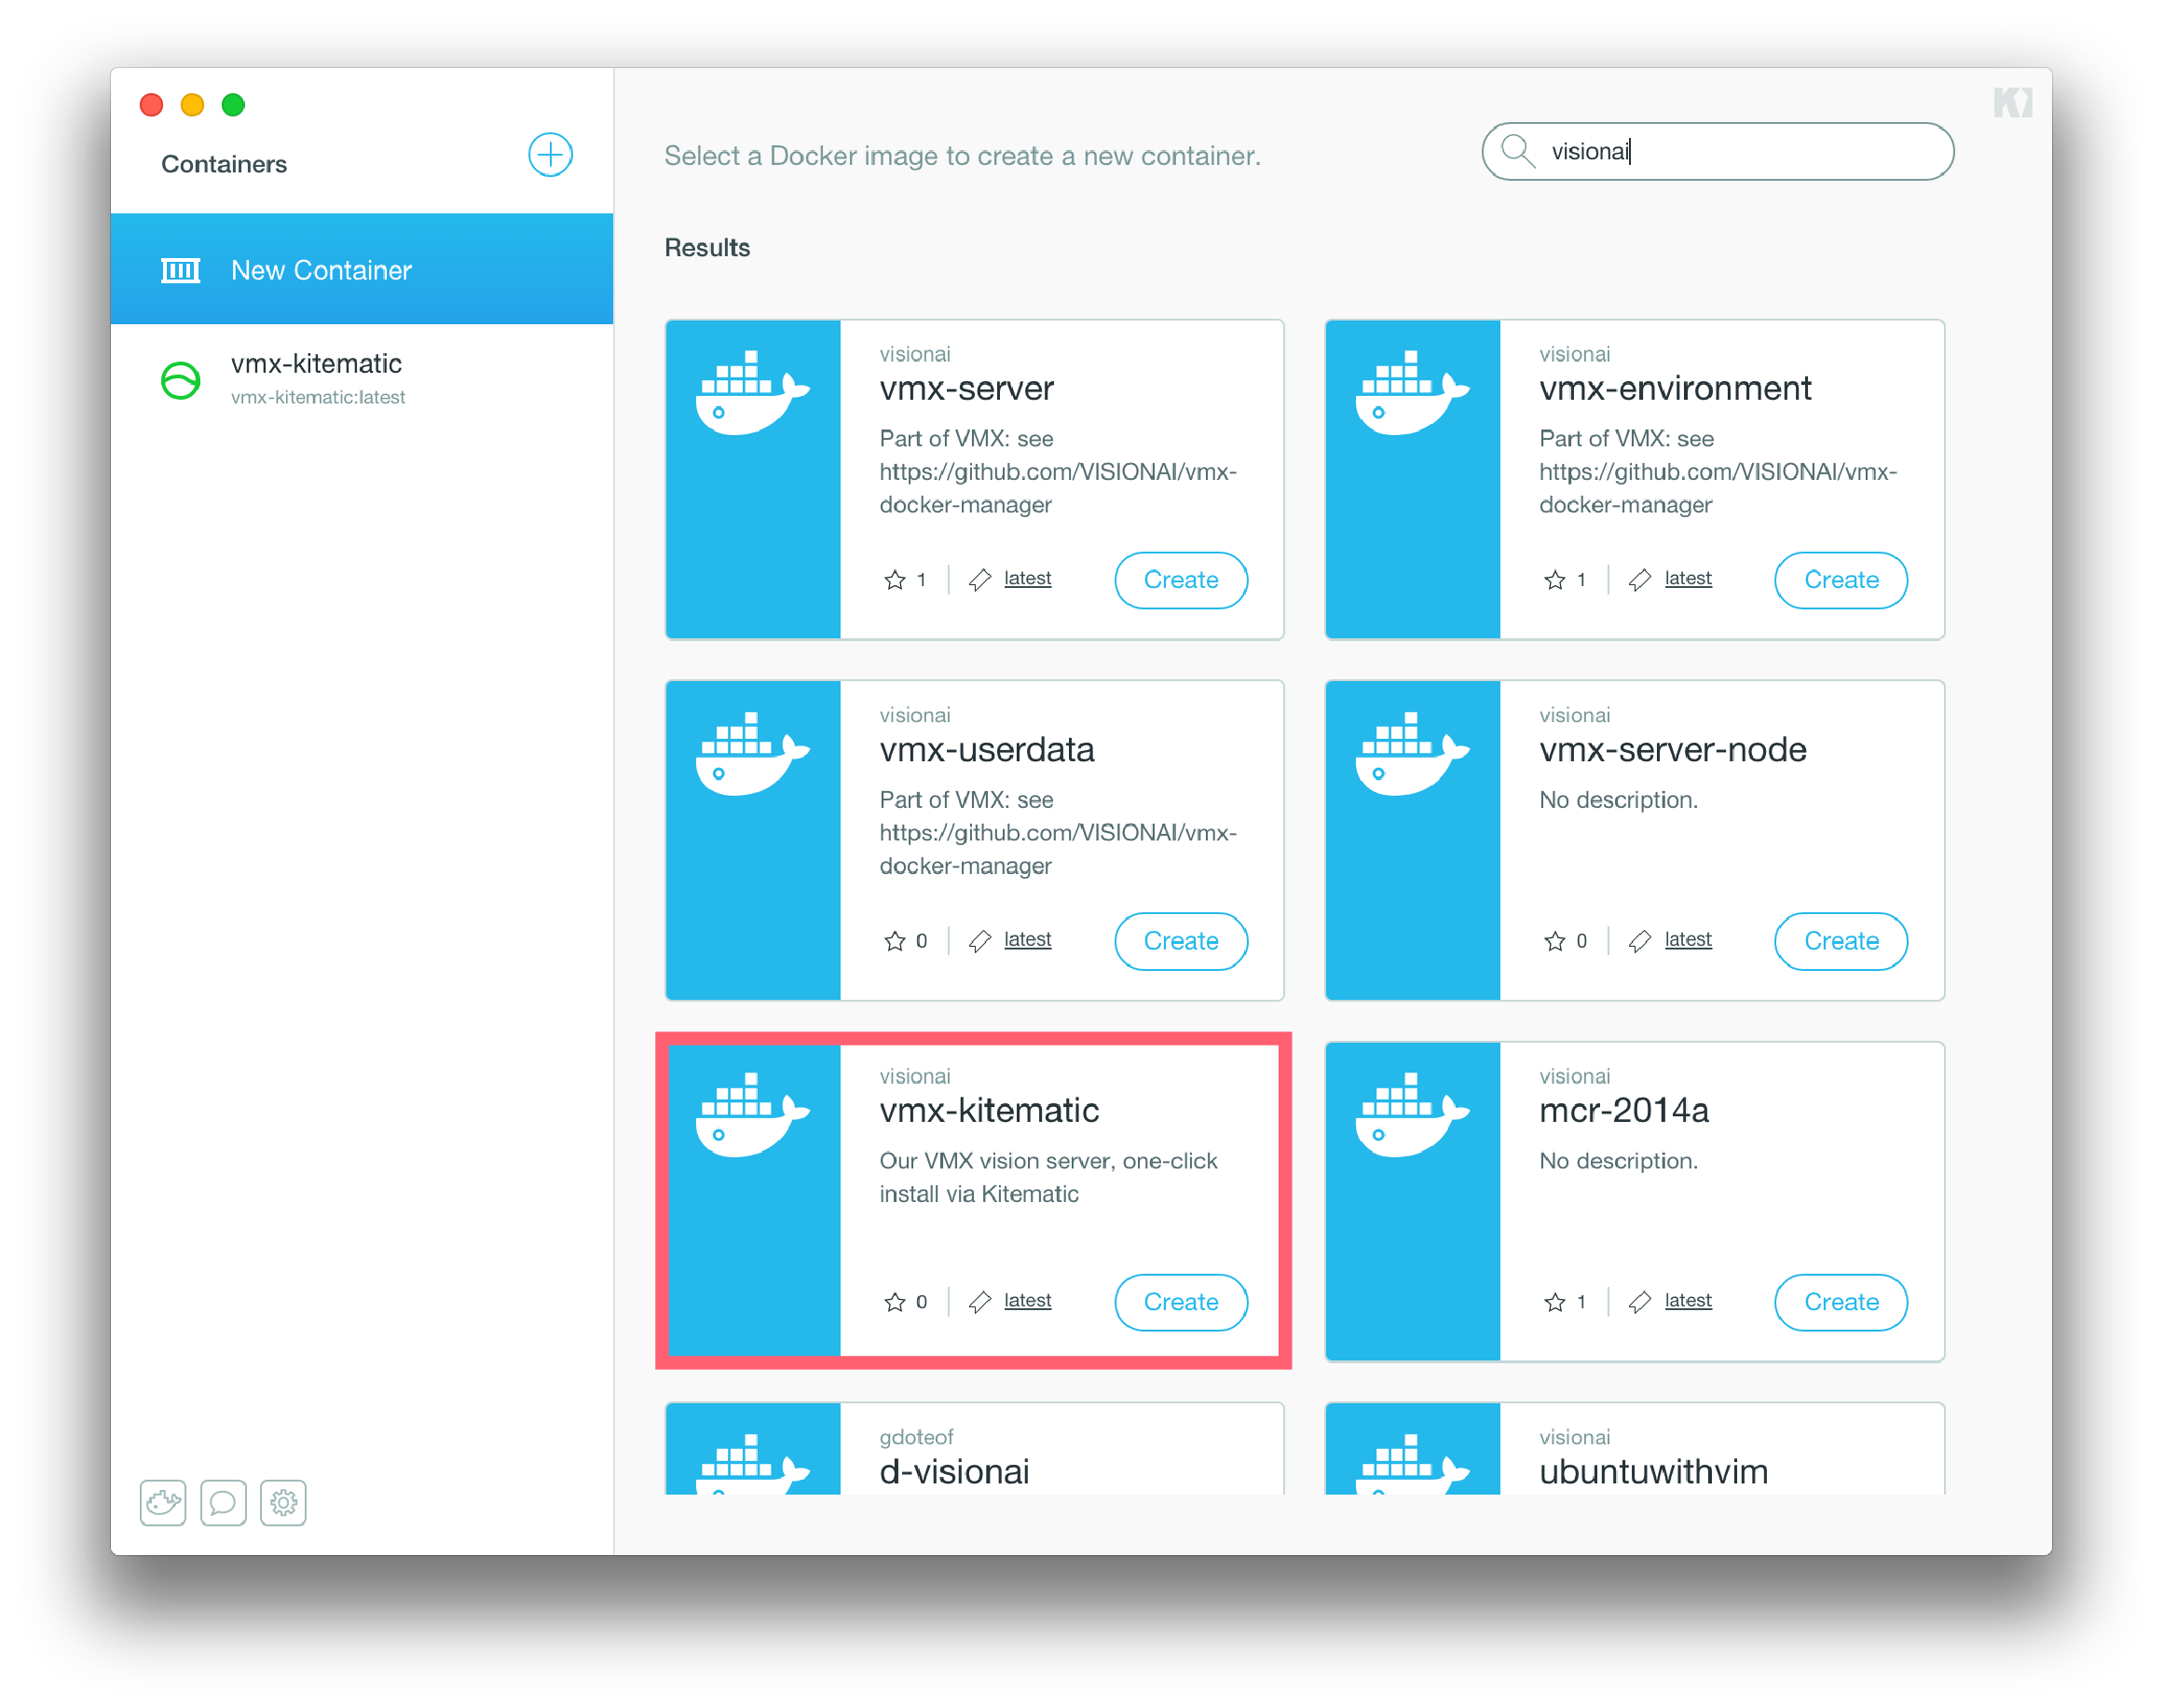 Containers
New Container
vmx-kitematic
vmx-kitematic:latest
Select a Docker image to create a new container.
visionai
Results
visionai
vmx-server
Part of VMX: see
https://github.com/VISIONAI/vmx-
docker-manager
1
latest
Create
visionai
vmx-environment
Part of VMX: see
https://github.com/VISIONAI/vmx-
docker-manager
1
latest
Create
visionai
vmx-userdata
Part of VMX: see
https://github.com/VISIONAI/vmx-
docker-manager
0
latest
Create
visionai
vmx-server-node
No description.
0
latest
Create
visionai
vmx-kitematic
Our VMX vision server, one-click
install via Kitematic
0
latest
Create
visionai
mcr-2014a
No description.
1
latest
Create
gdoteof
d-visionai
visionai
ubuntuwithvim